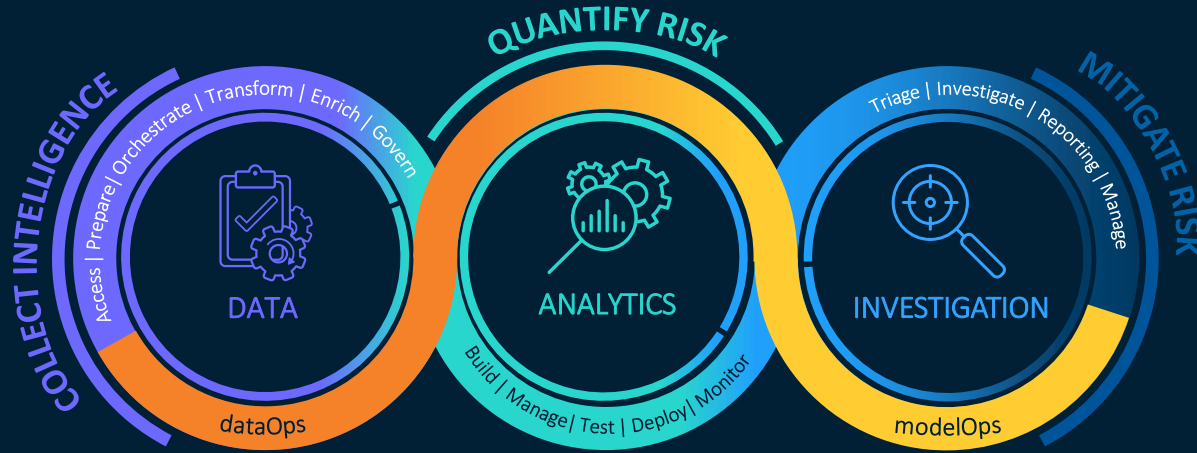 COLLECT INTELLIGENCE
Access | Prepare| Orchestrate | Transform | Enrich | Govern
DATA
dataOps
QUANTIFY RISK
ANALYTICS
Build | Manage| Test | Deploy| Monitor
MITIGATE RISK
Triage | Investigate | Reporting | Manage
INVESTIGATION
modelOps